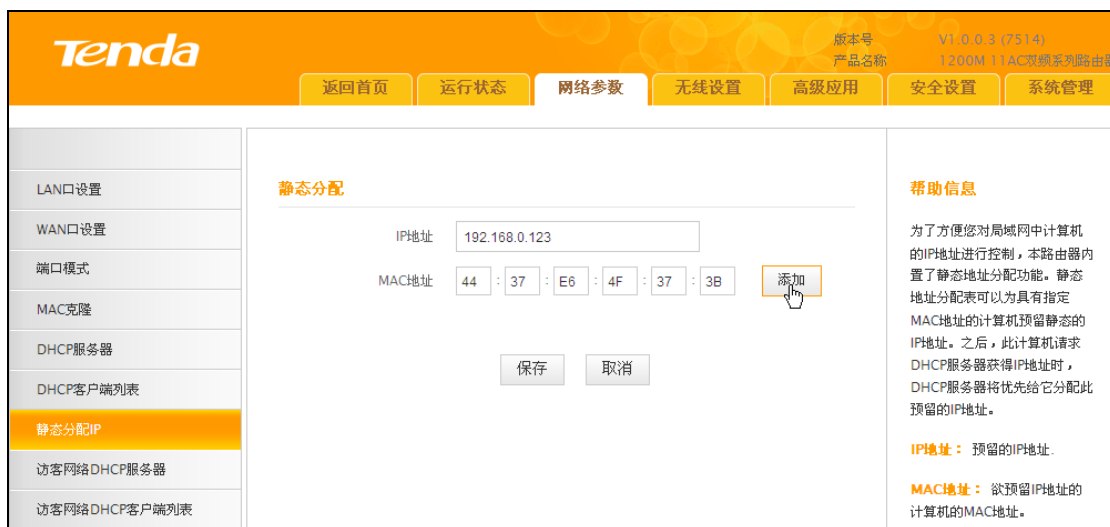 Tenda
版本号 V1.0.0.3 (7514)
产品名称 1200M 11AC双频系列路由器
返回首页 运行状态 网络参数 无线设置 高级应用 安全设置 系统管理
LAN口设置
WAN口设置
端口模式
MAC克隆
DHCP服务器
DHCP客户端列表
静态分配IP
访客网络DHCP服务器
访客网络DHCP客户端列表
静态分配
IP地址 192.168.0.123
MAC地址 44 : 37 : E6 : 4F : 37 : 3B 添加
保存 取消
帮助信息
为了方便您对局域网中计算机
的IP地址进行控制，本路由器内
置了静态地址分配功能。静态
地址分配表可以为具有指定
MAC地址的计算机预留静态的
IP地址。之后，此计算机请求
DHCP服务器获得IP地址时，
DHCP服务器将优先给它分配此
预留的IP地址。
IP地址： 预留的IP地址.
MAC地址： 欲预留IP地址的
计算机的MAC地址。